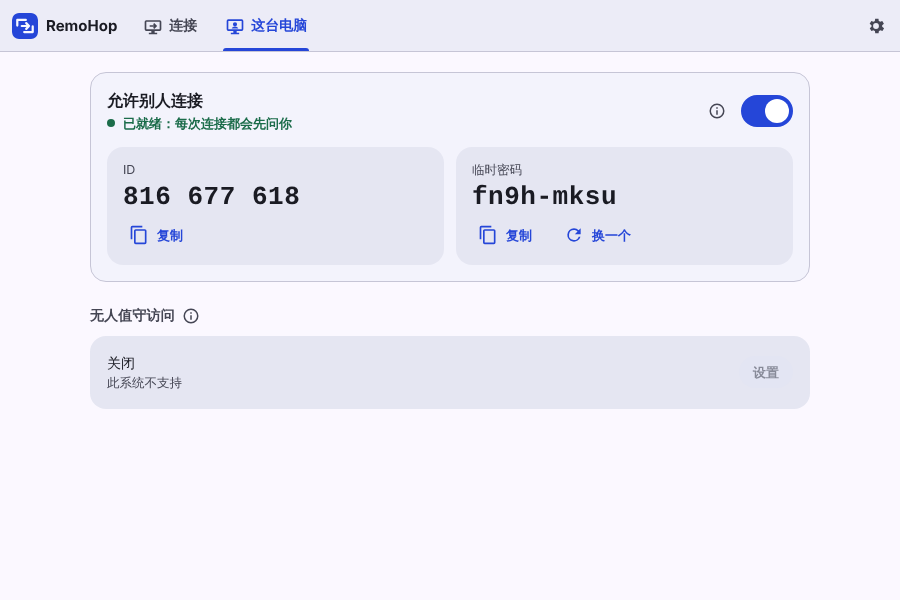 RemoHop
连接
这台电脑
允许别人连接
已就绪：每次连接都会先问你
ID
816 677 618
复制
临时密码
fn9h-mksu
复制
换一个
无人值守访问
关闭
此系统不支持
设置